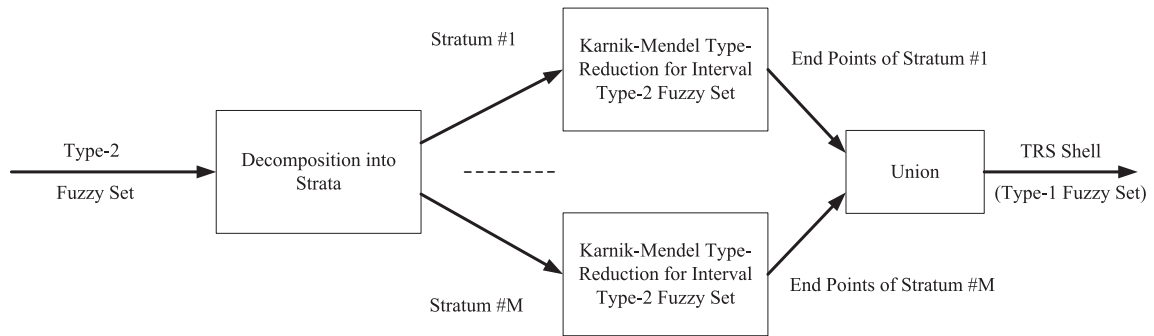 Type-2
Fuzzy Set
Decomposition into
Strata
Stratum #1
Stratum #M
Karnik-Mendel Type-
Reduction for Interval
Type-2 Fuzzy Set
Karnik-Mendel Type-
Reduction for Interval
Type-2 Fuzzy Set
End Points of Stratum #1
End Points of Stratum #M
Union
TRS Shell
(Type-1 Fuzzy Set)